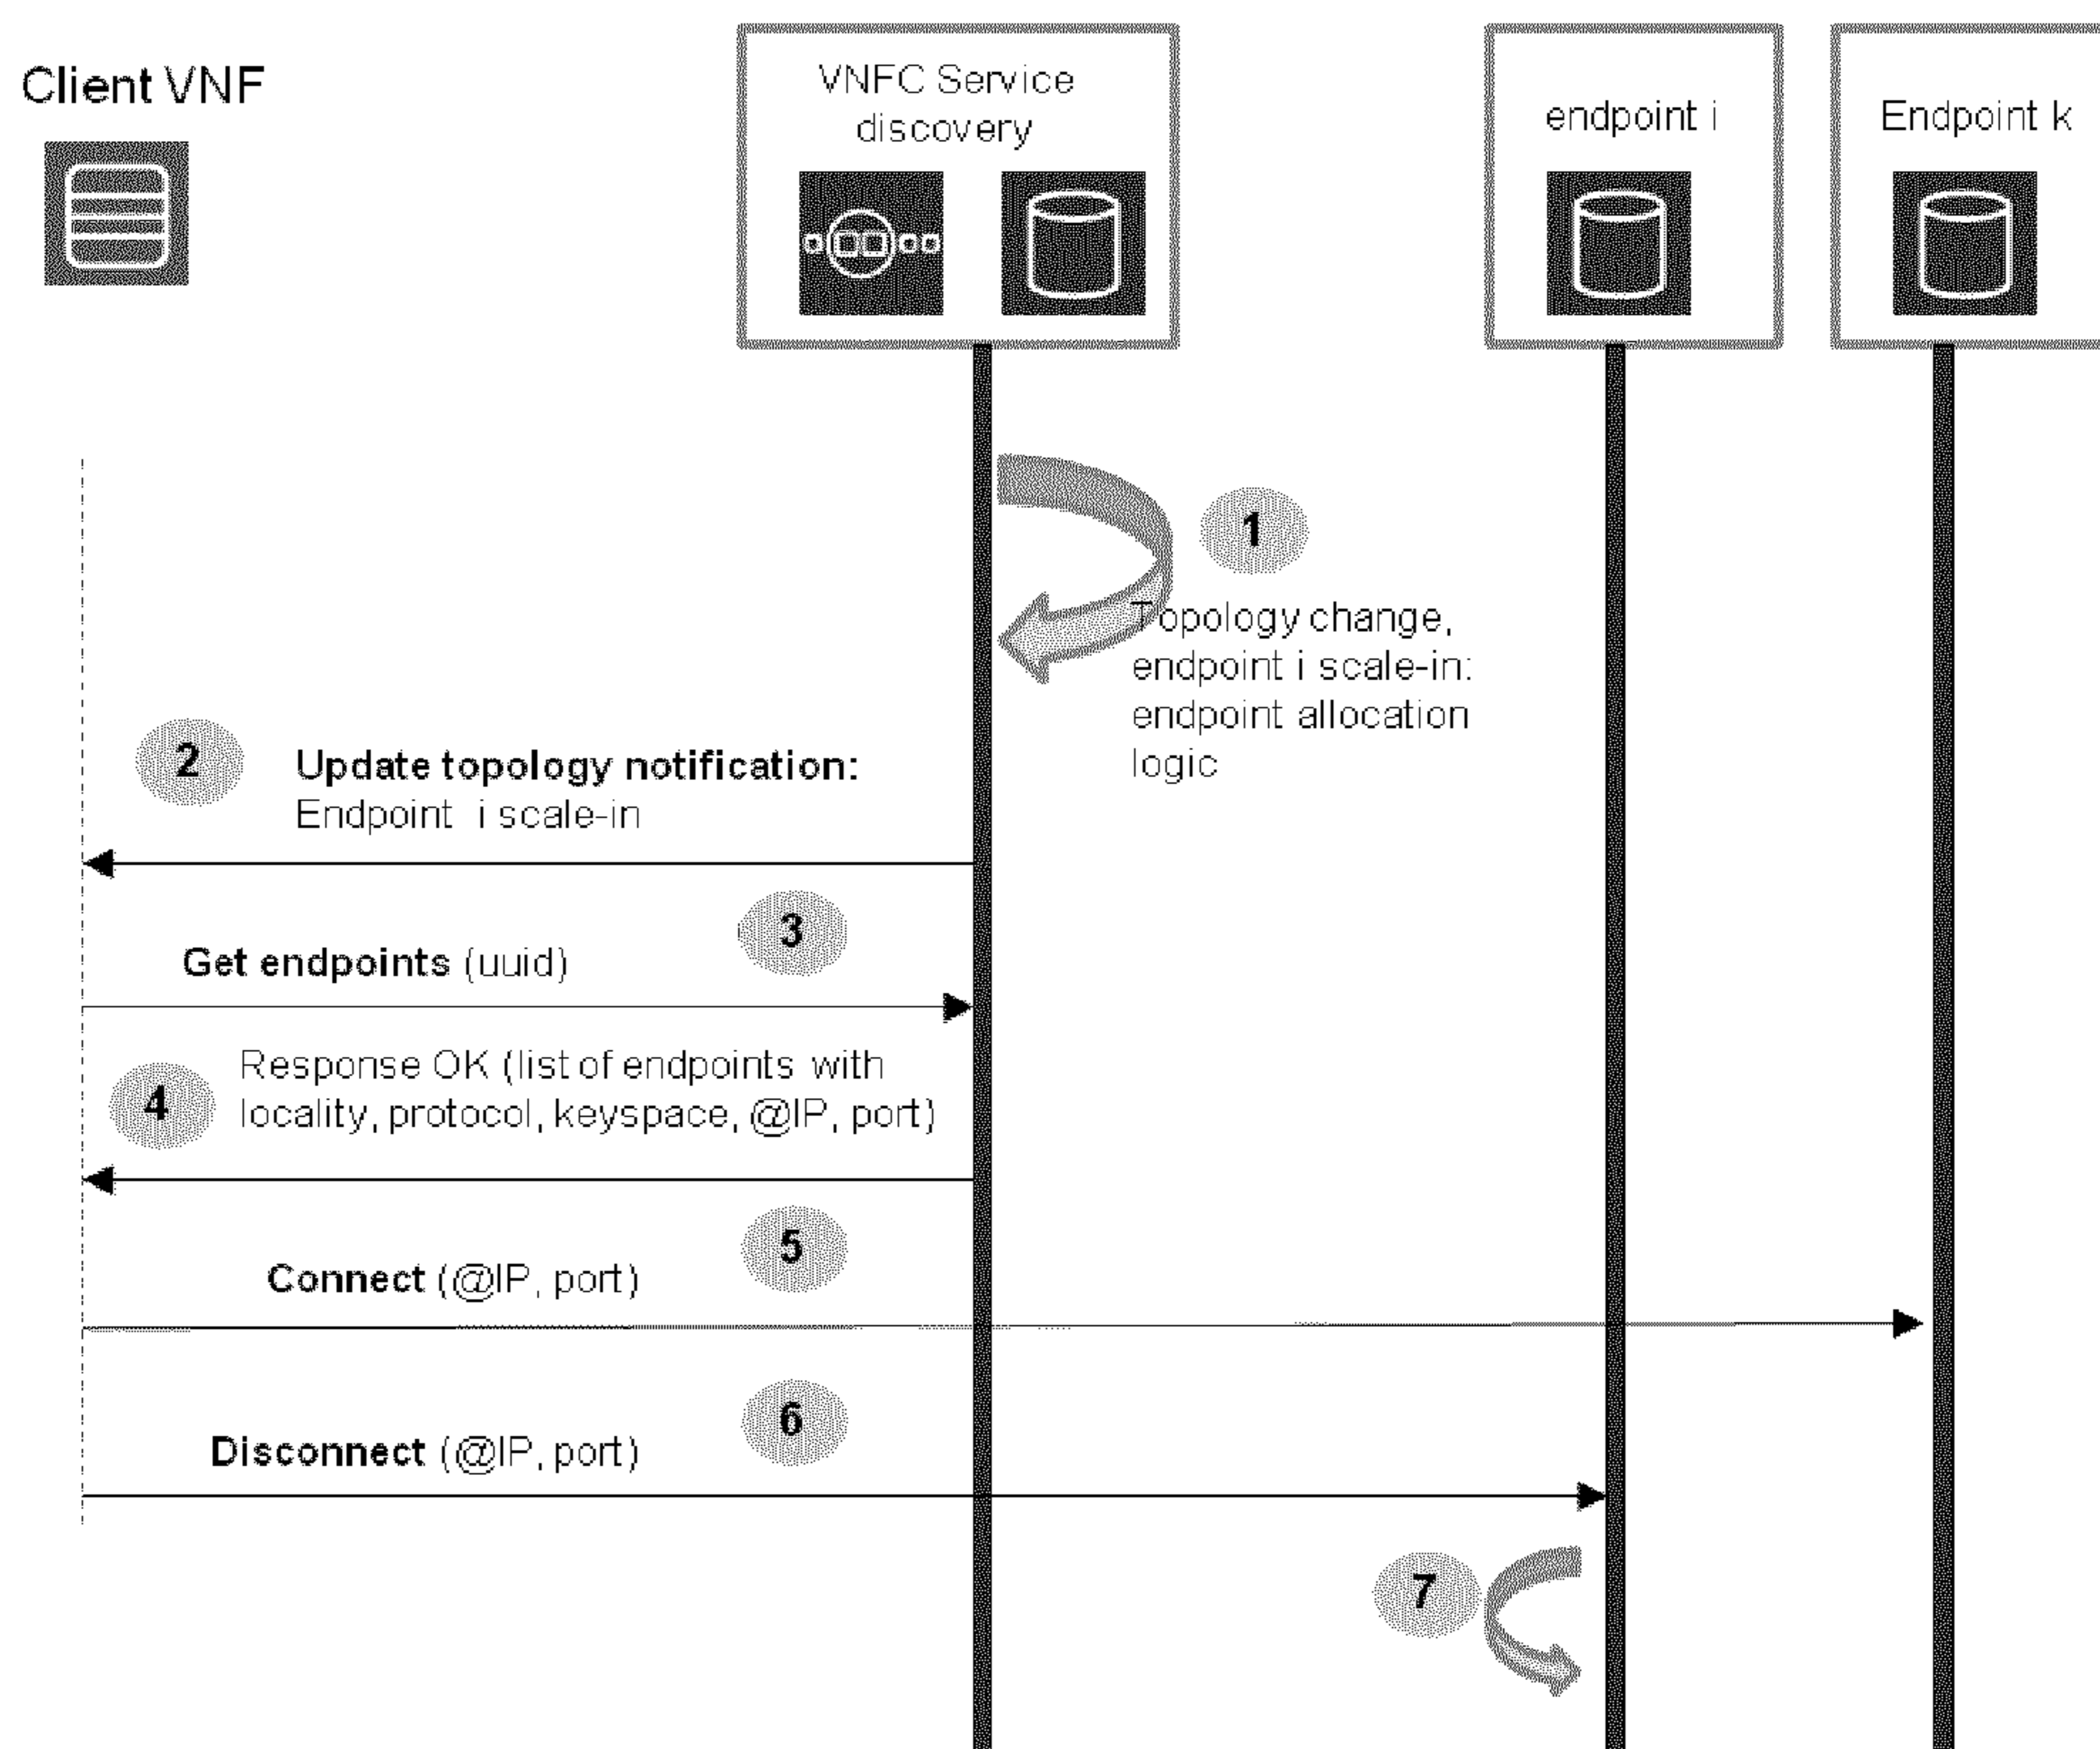 Client VNF
VNFC Service
discovery
endpoint i
Endpoint k
1
Topology change,
endpoint i scale-in:
endpoint allocation
logic
2
Update topology notification:
Endpoint i scale-in
3
Get endpoints (uuid)
4
Response OK (list of endpoints with
locality, protocol, keyspace, @IP, port)
5
Connect (@IP, port)
6
Disconnect (@IP, port)
7